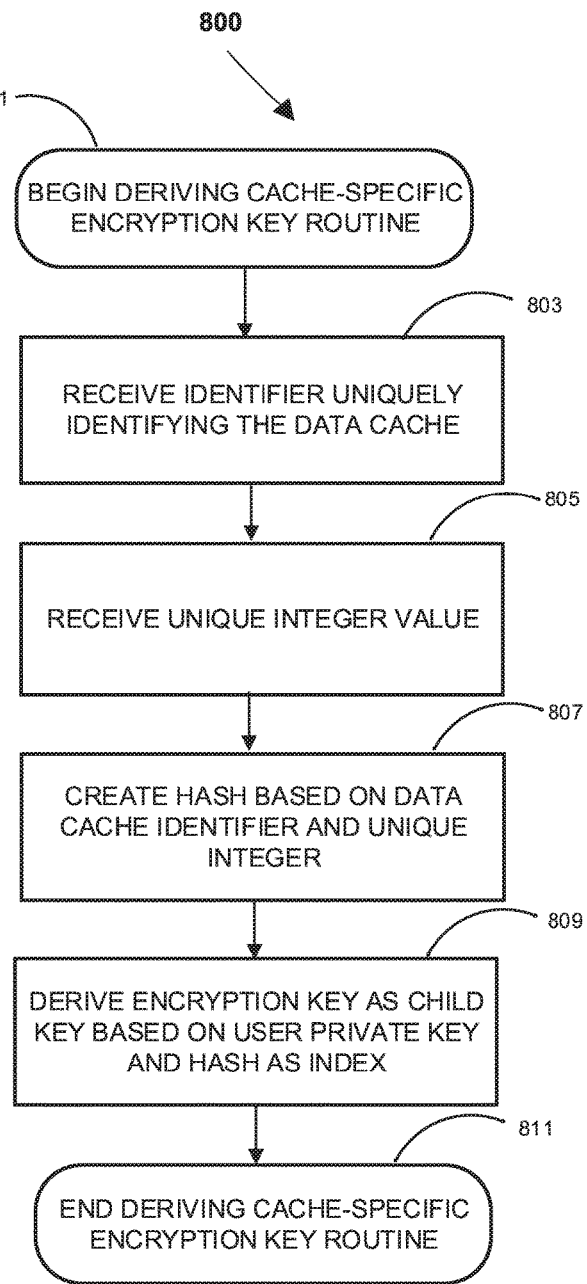 800
1
BEGIN DERIVING CACHE-SPECIFIC
ENCRYPTION KEY ROUTINE
803
RECEIVE IDENTIFIER UNIQUELY
IDENTIFYING THE DATA CACHE
805
RECEIVE UNIQUE INTEGER VALUE
807
CREATE HASH BASED ON DATA
CACHE IDENTIFIER AND UNIQUE
INTEGER
809
DERIVE ENCRYPTION KEY AS CHILD
KEY BASED ON USER PRIVATE KEY
AND HASH AS INDEX
811
END DERIVING CACHE-SPECIFIC
ENCRYPTION KEY ROUTINE